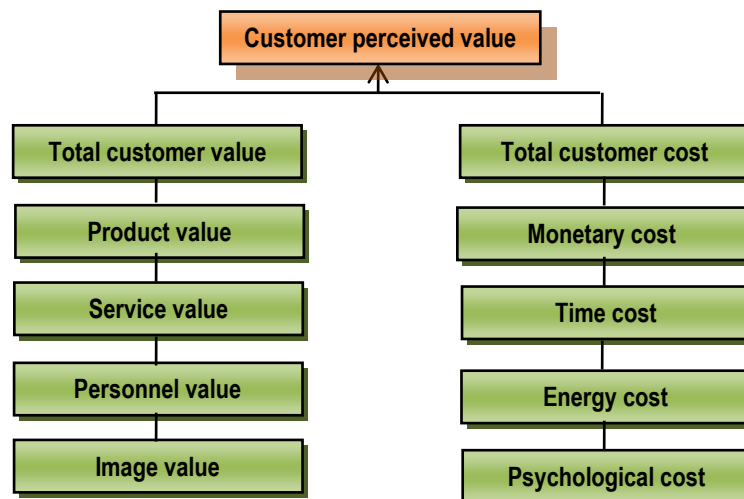 Customer perceived value
Total customer value
Total customer cost
Product value
Monetary cost
Service value
Time cost
Personnel value
Energy cost
Image value
Psychological cost